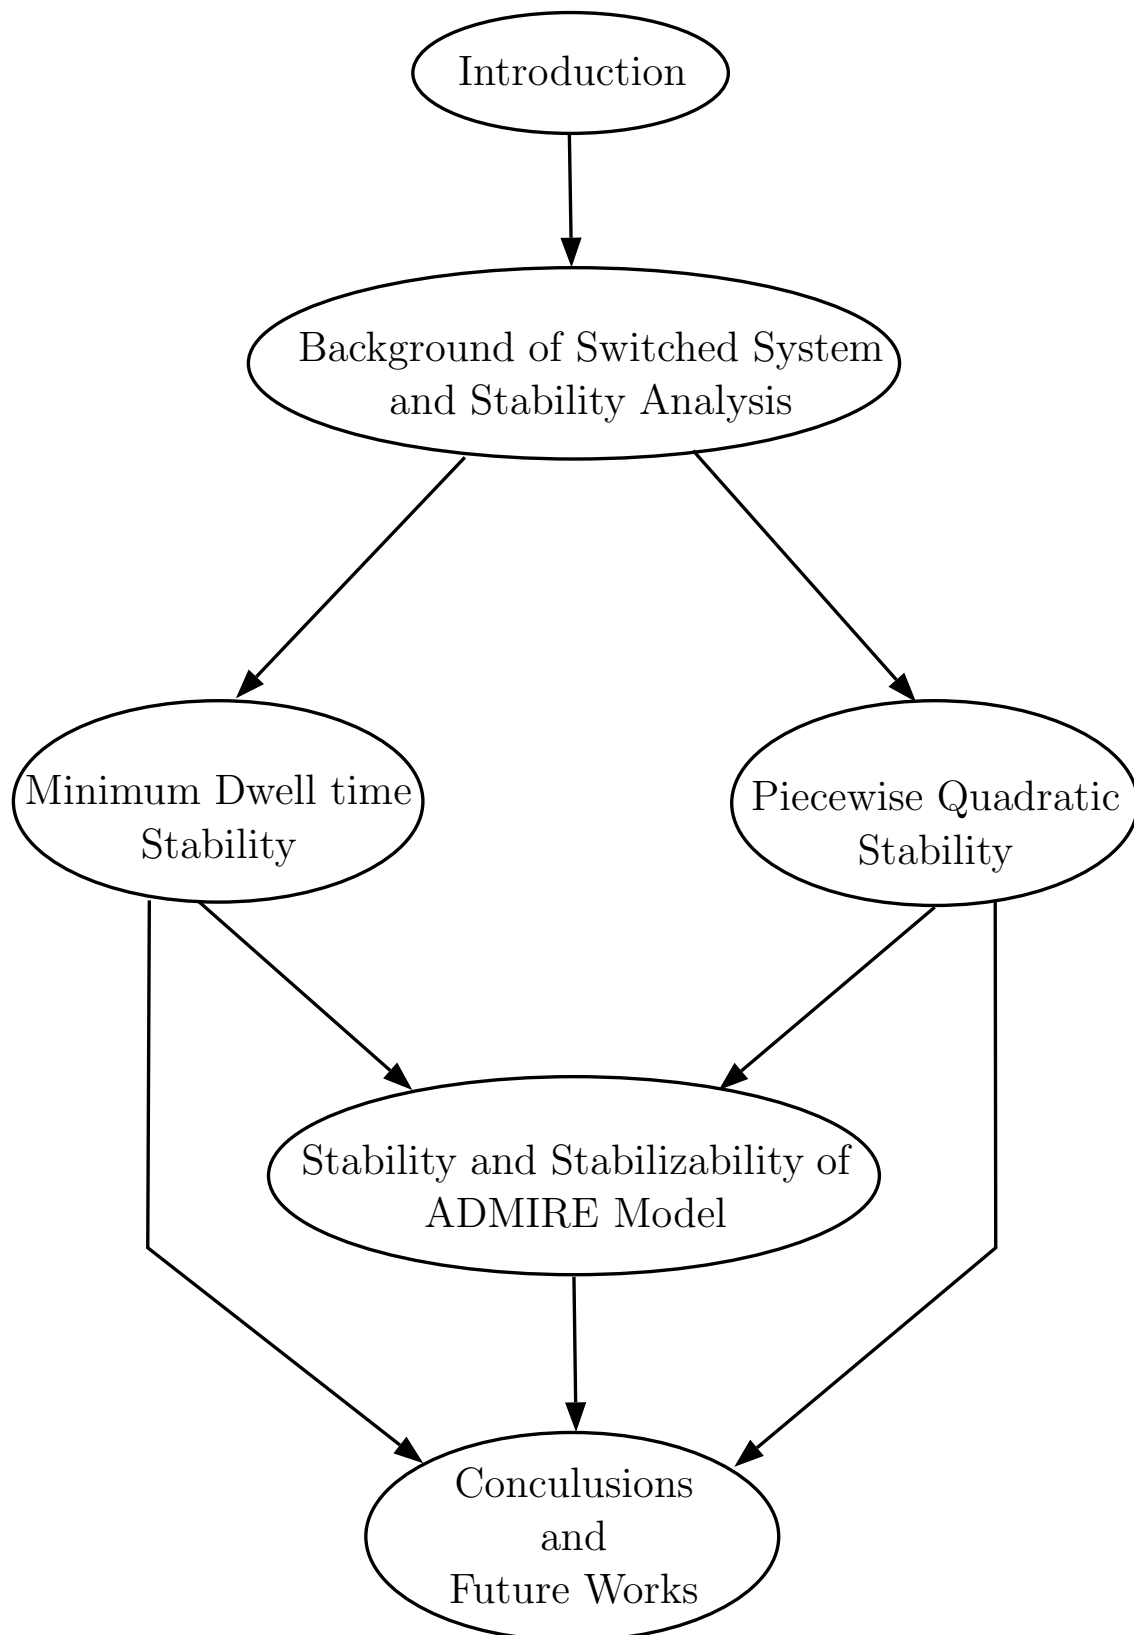 Introduction
Background of Switched System
and Stability Analysis
Minimum Dwell time
Stability
Piecewise Quadratic
Stability
Stability and Stabilizability of
ADMIRE Model
Conculusions
and
Future Works